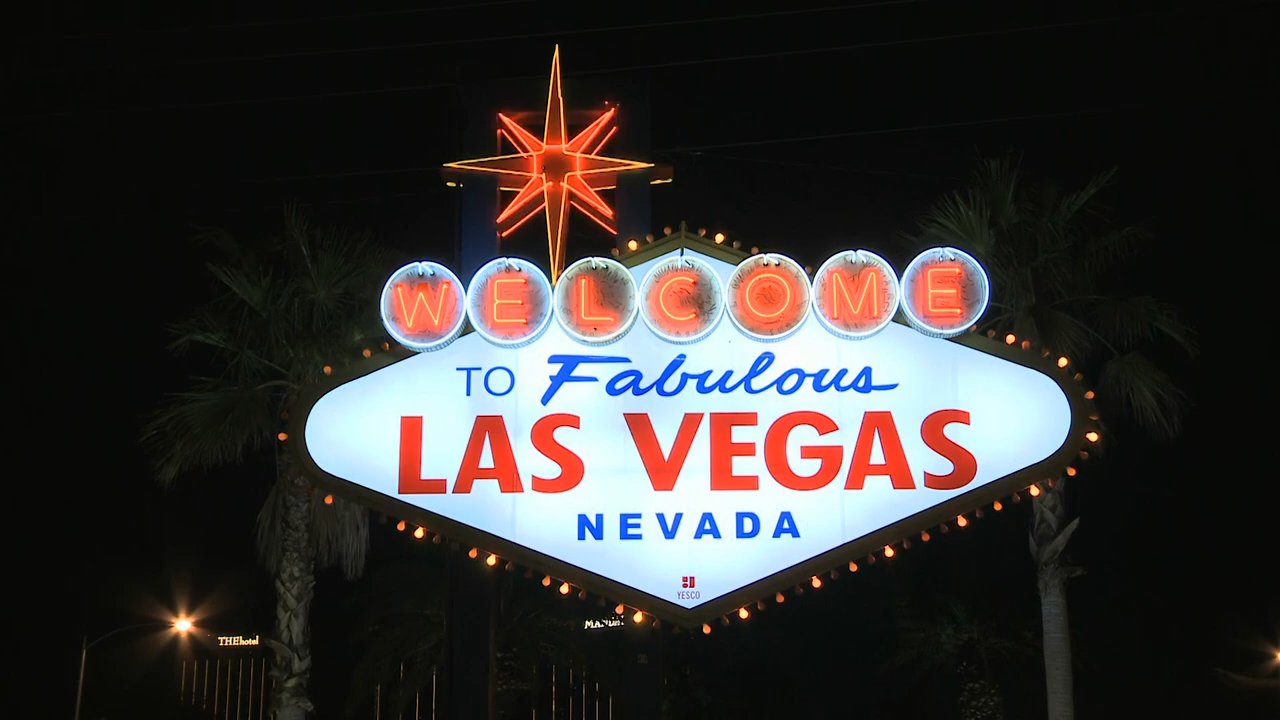 WELCOME
TO Fabulous
LAS VEGAS
NEVADA
YESCO
THEhotel